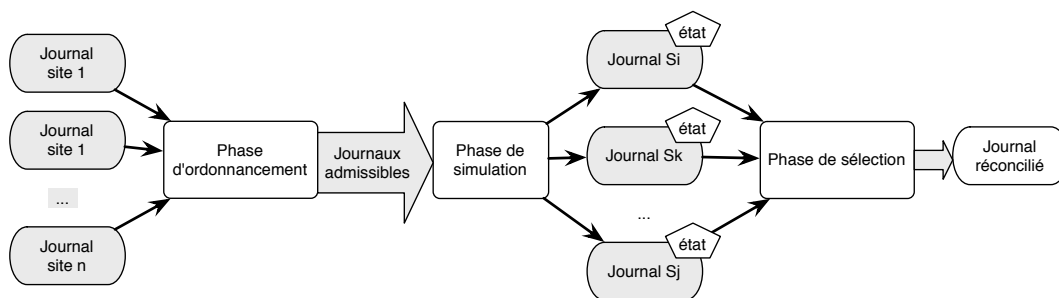 Journal
site 1
Journal
site 1
...
Journal
site n
Phase
d'ordonnancement
Journaux
admissibles
Phase de
simulation
état
Journal Si
état
Journal Sk
...
état
Journal Sj
Phase de sélection
Journal
réconcilié